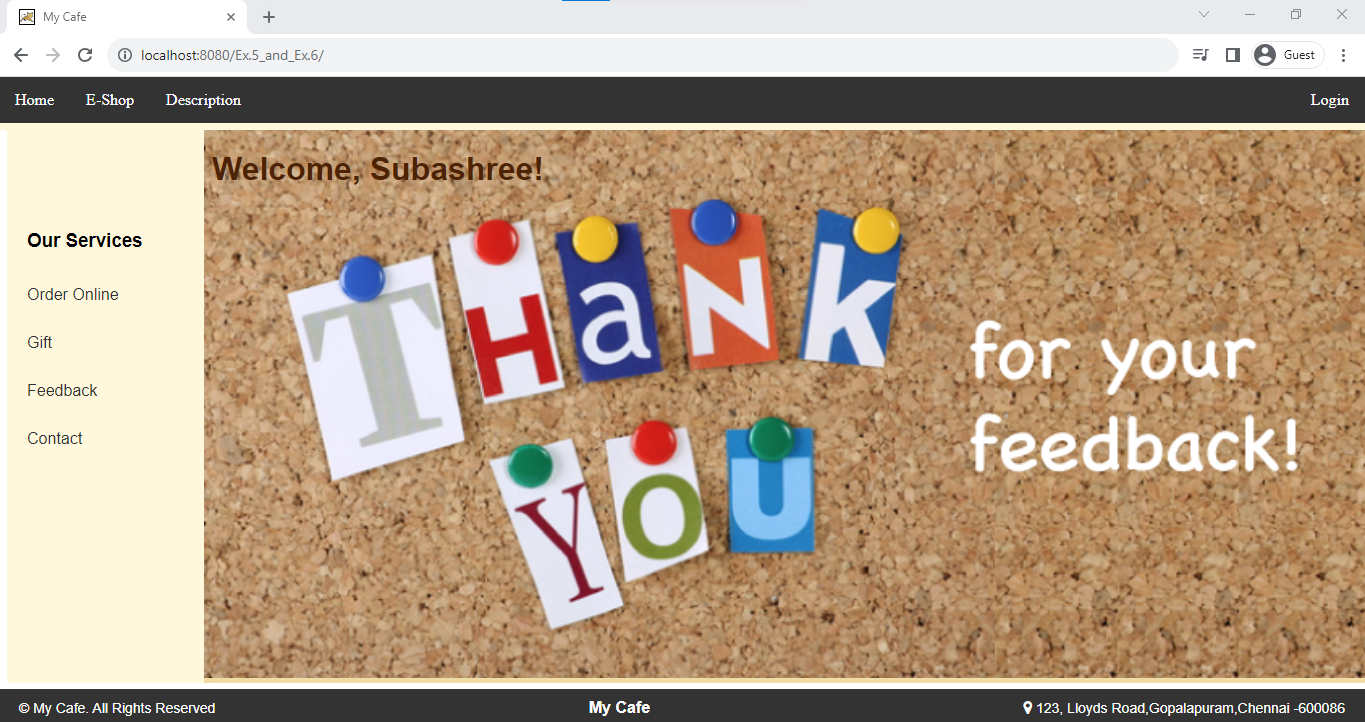 My Cafe
localhost:8080/Ex.5_and_Ex.6/
Guest
Home E-Shop Description Login
Welcome, Subashree!
Our Services
Order Online
Gift
Feedback
Contact
THaNk
YOU
for your
feedback!
© My Cafe. All Rights Reserved My Cafe 123, Lloyds Road,Gopalapuram,Chennai -600086